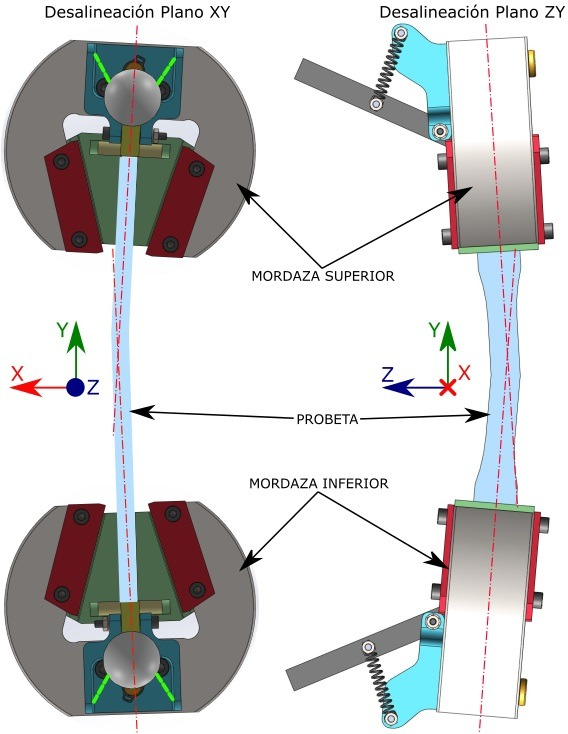 Desalineación Plano XY
Desalineación Plano ZY
MORDAZA SUPERIOR
Y
X
Z
Y
Z
X
PROBETA
MORDAZA INFERIOR